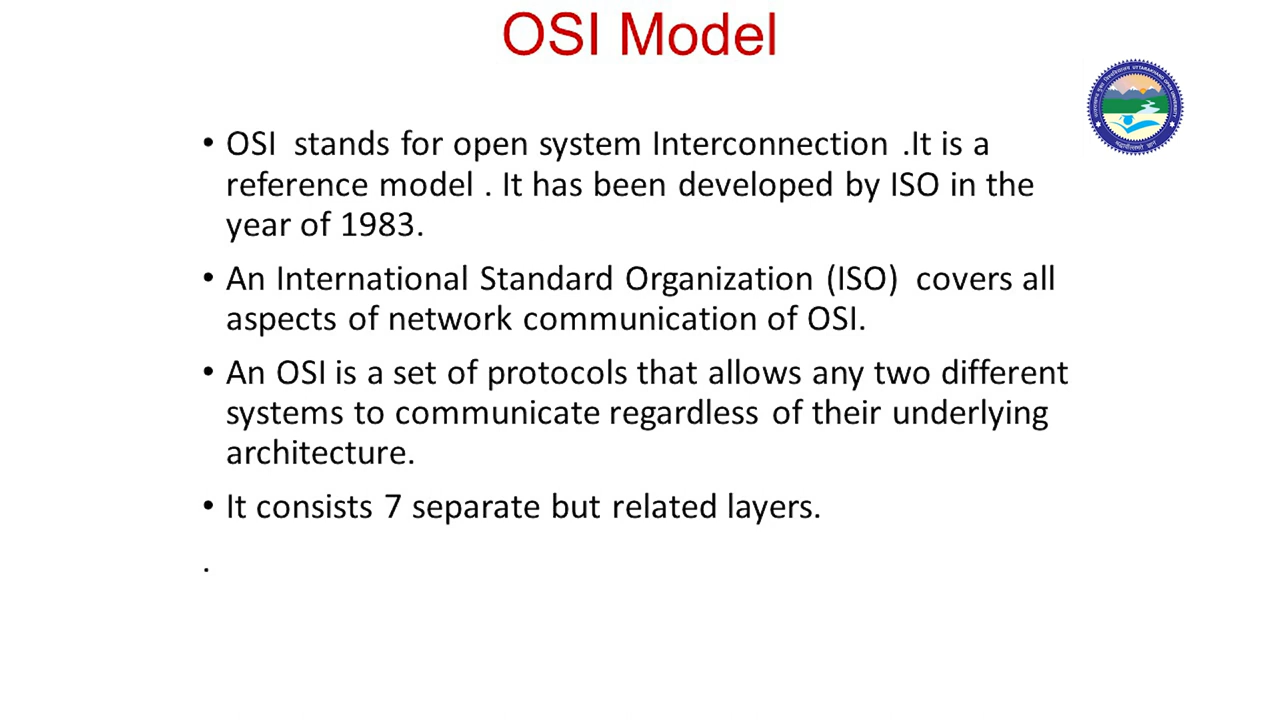 OSI Model
• OSI  stands for open system Interconnection .It is a
reference model . It has been developed by ISO in the
year of 1983.
• An International Standard Organization (ISO)  covers all
aspects of network communication of OSI.
• An OSI is a set of protocols that allows any two different
systems to communicate regardless of their underlying
architecture.
• It consists 7 separate but related layers.
.